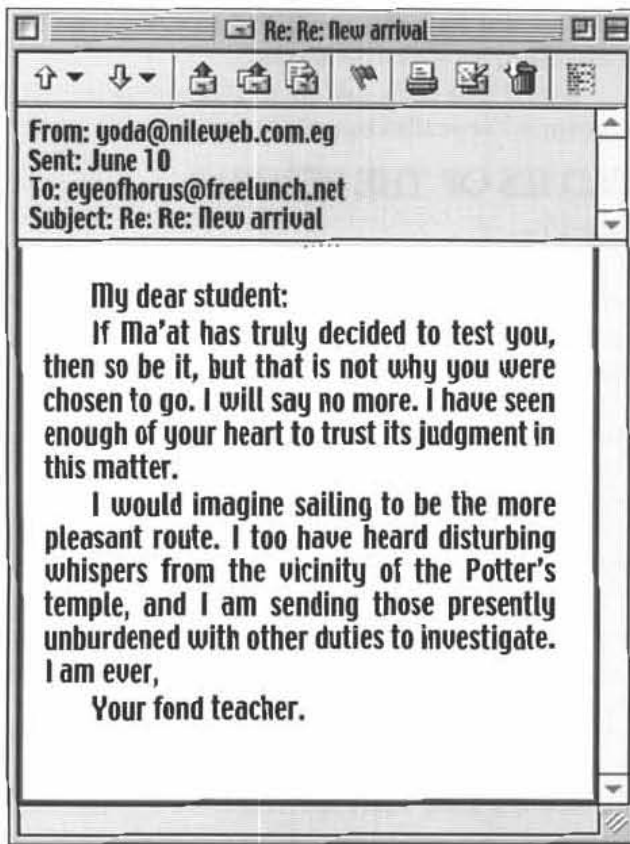 Re: Re: New arrival
From: yoda@nileweb.com.eg
Sent: June 10
To: eyeofhorus@freelunch.net
Subject: Re: Re: New arrival
My dear student:
If Ma'at has truly decided to test you,
then so be it, but that is not why you were
chosen to go. I will say no more. I have seen
enough of your heart to trust its judgment in
this matter.
I would imagine sailing to be the more
pleasant route. I too have heard disturbing
whispers from the vicinity of the Potter's
temple, and I am sending those presently
unburdened with other duties to investigate.
I am ever,
Your fond teacher.